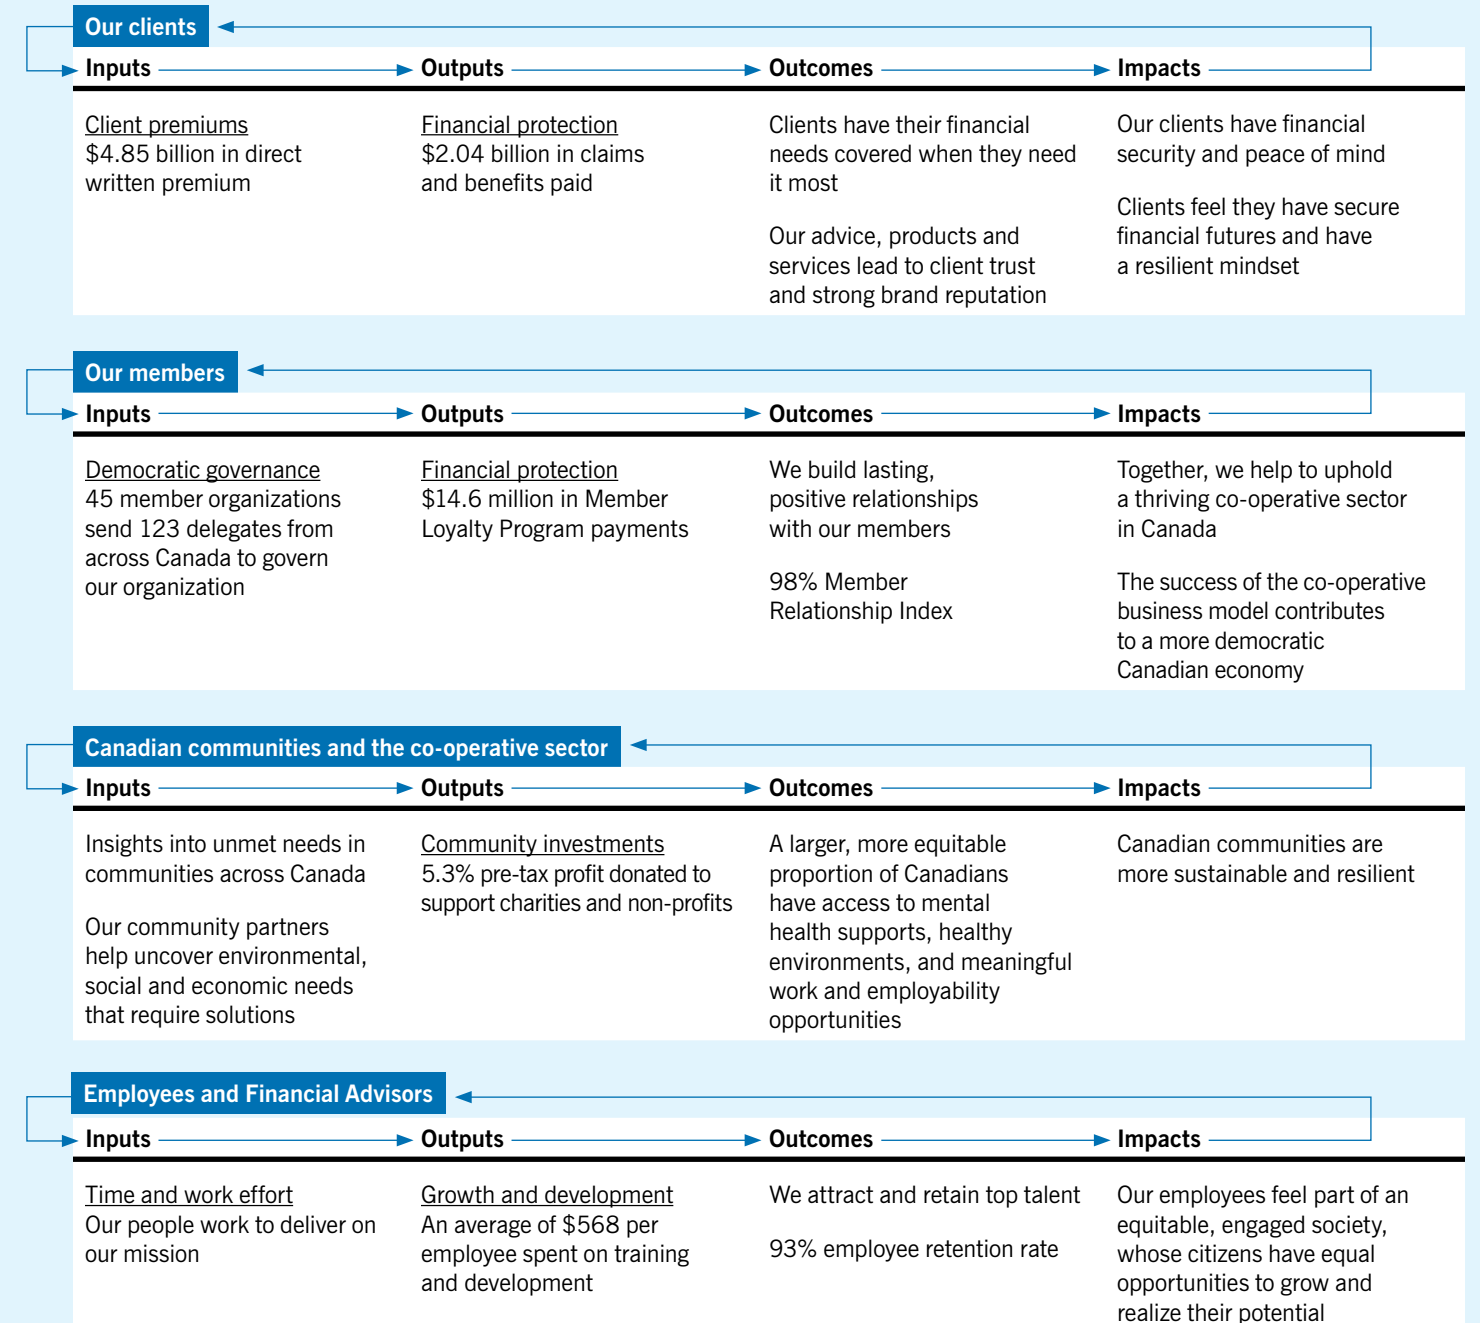 Our clients
Inputs
Outputs
Outcomes
Impacts
Client premiums
$4.85 billion in direct
written premium
Financial protection
$2.04 billion in claims
and benefits paid
Clients have their financial
needs covered when they need
it most
Our advice, products and
services lead to client trust
and strong brand reputation
Our clients have financial
security and peace of mind
Clients feel they have secure
financial futures and have
a resilient mindset
Our members
Inputs
Outputs
Outcomes
Impacts
Democratic governance
45 member organizations
send 123 delegates from
across Canada to govern
our organization
Financial protection
$14.6 million in Member
Loyalty Program payments
We build lasting,
positive relationships
with our members
98% Member
Relationship Index
Together, we help to uphold
a thriving co-operative sector
in Canada
The success of the co-operative
business model contributes
to a more democratic
Canadian economy
Canadian communities and the co-operative sector
Inputs
Outputs
Outcomes
Impacts
Insights into unmet needs in
communities across Canada
Our community partners
help uncover environmental,
social and economic needs
that require solutions
Community investments
5.3% pre-tax profit donated to
support charities and non-profits
A larger, more equitable
proportion of Canadians
have access to mental
health supports, healthy
environments, and meaningful
work and employability
opportunities
Canadian communities are
more sustainable and resilient
Employees and Financial Advisors
Inputs
Outputs
Outcomes
Impacts
Time and work effort
Our people work to deliver on
our mission
Growth and development
An average of $568 per
employee spent on training
and development
We attract and retain top talent
93% employee retention rate
Our employees feel part of an
equitable, engaged society,
whose citizens have equal
opportunities to grow and
realize their potential